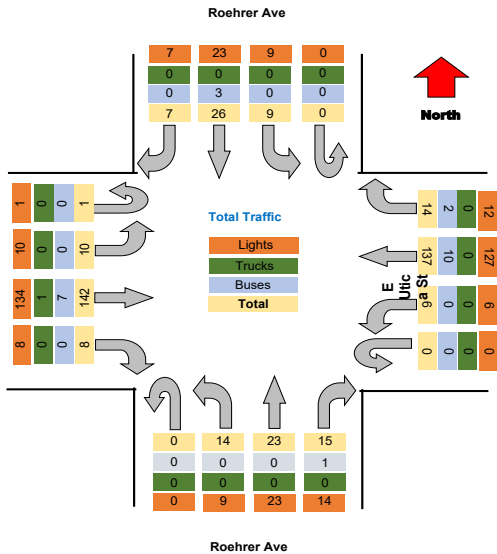 Roehrer Ave
7 23 9 0
0 0 0 0
0 3 0 0
7 26 9 0
North
1 0 0 1
10 0 0 10
134 1 7 142
8 0 0 8
Total Traffic
Lights
Trucks
Buses
Total
14 2 0 12
137 10 0 127
6 0 0 6
0 0 0 0
E
Utic
a St
0 14 23 15
0 0 0 1
0 0 0 0
0 9 23 14
Roehrer Ave